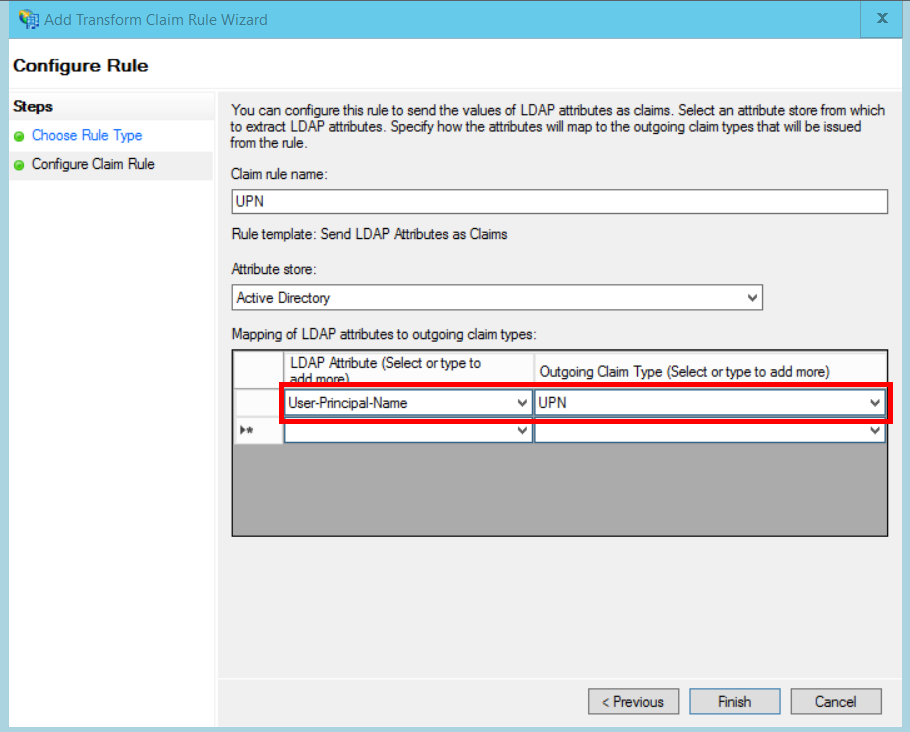 Add Transform Claim Rule Wizard
x
Configure Rule
Steps
Choose Rule Type
Configure Claim Rule
You can configure this rule to send the values of LDAP attributes as claims. Select an attribute store from which
to extract LDAP attributes. Specify how the attributes will map to the outgoing claim types that will be issued
from the rule.
Claim rule name:
UPN
Rule template: Send LDAP Attributes as Claims
Attribute store:
Active Directory
Mapping of LDAP attributes to outgoing claim types:
LDAP Attribute (Select or type to
add more)
Outgoing Claim Type (Select or type to add more)
User-Principal-Name
UPN
< Previous
Finish
Cancel